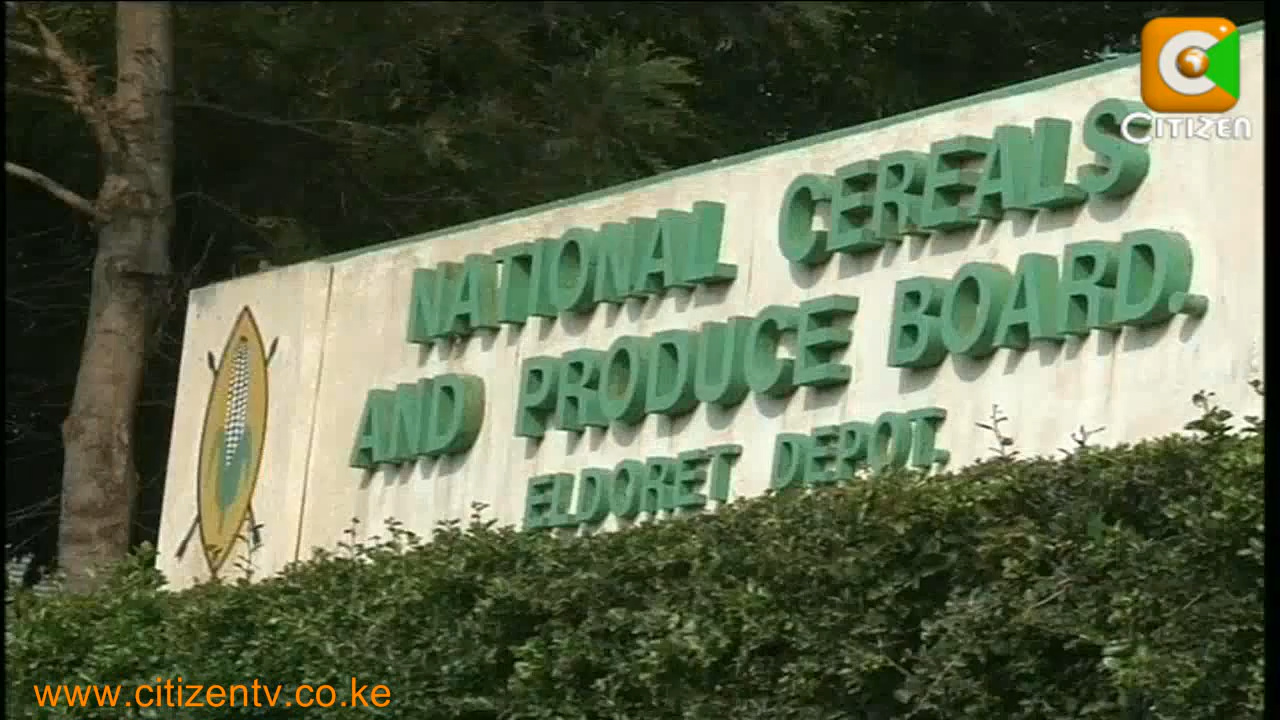 CITIZEN
NATIONAL CEREALS
AND PRODUCE BOARD.
ELDORET DEPOT.
www.citizentv.co.ke